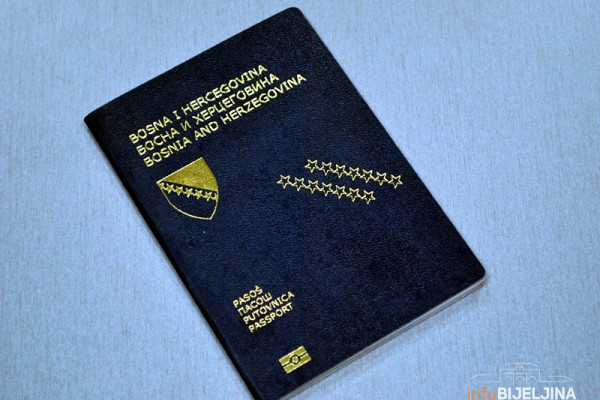 BOSNA I HERCEGOVINA
БОСНА И ХЕРЦЕГОВИНА
BOSNIA AND HERZEGOVINA
PASOŠ
ПАСОШ
PUTOVNICA
PASSPORT
infoBIJELJINA